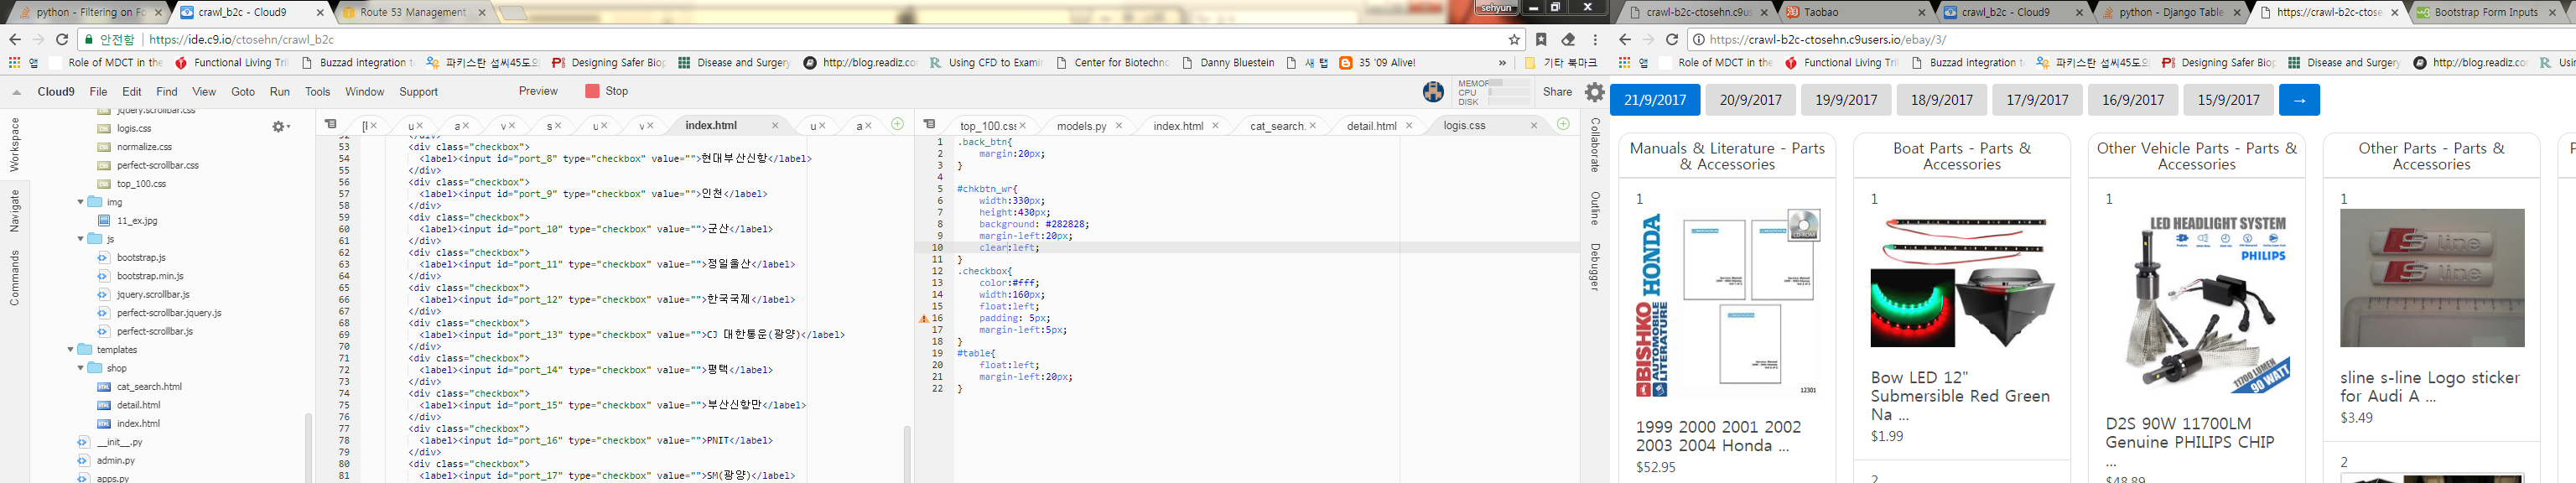 python - Filtering on Fo
crawl_b2c - Cloud9
Route 53 Management
sehyun
안전함 https://ide.c9.io/ctosehn/crawl_b2c
앱
Role of MDCT in the
Functional Living Tri
Buzzad integration t
파키스탄 섬씨45도의
Designing Safer Biop
Disease and Surgery
http://blog.readiz.co
Using CFD to Examir
Center for Biotechno
Danny Bluestein
새 탭
35 '09 Alive!
»
기타 북마크
Cloud9 File Edit Find View Goto Run Tools Window Support
Preview
Stop
MEMOR
CPU
DISK
Share
Workspace
Navigate
Commands
jquery.scrollbar.css
logis.css
normalize.css
perfect-scrollbar.css
top_100.css
img
11_ex.jpg
js
bootstrap.js
bootstrap.min.js
jquery.scrollbar.js
perfect-scrollbar.jquery.js
perfect-scrollbar.js
templates
shop
cat_search.html
detail.html
index.html
__init__.py
admin.py
apps.py
index.html
52 </div>
53 <div class="checkbox">
54 <label><input id="port_8" type="checkbox" value="">현대부산신항</label>
55 </div>
56 <div class="checkbox">
57 <label><input id="port_9" type="checkbox" value="">인천</label>
58 </div>
59 <div class="checkbox">
60 <label><input id="port_10" type="checkbox" value="">군산</label>
61 </div>
62 <div class="checkbox">
63 <label><input id="port_11" type="checkbox" value="">정일울산</label>
64 </div>
65 <div class="checkbox">
66 <label><input id="port_12" type="checkbox" value="">한국국제</label>
67 </div>
68 <div class="checkbox">
69 <label><input id="port_13" type="checkbox" value="">CJ 대한통운(광양)</label>
70 </div>
71 <div class="checkbox">
72 <label><input id="port_14" type="checkbox" value="">평택</label>
73 </div>
74 <div class="checkbox">
75 <label><input id="port_15" type="checkbox" value="">부산신항만</label>
76 </div>
77 <div class="checkbox">
78 <label><input id="port_16" type="checkbox" value="">PNIT</label>
79 </div>
80 <div class="checkbox">
81 <label><input id="port_17" type="checkbox" value="">SM(광양)</label>
top_100.css
models.py
index.html
cat_search.
detail.html
logis.css
1 .back_btn{
2 margin:20px;
3 }
4
5 #chkbtn_wr{
6 width:330px;
7 height:430px;
8 background: #282828;
9 margin-left:20px;
10 clear:left;
11 }
12 .checkbox{
13 color:#fff;
14 width:160px;
15 float:left;
16 padding: 5px;
17 margin-left:5px;
18 }
19 #table{
20 float:left;
21 margin-left:20px;
22 }
Collaborate
Outline
Debugger
crawl-b2c-ctosehn.c9us
Taobao
crawl_b2c - Cloud9
python - Django Table
https://crawl-b2c-ctose
Bootstrap Form Inputs
https://crawl-b2c-ctosehn.c9users.io/ebay/3/
앱
Role of MDCT in the
Functional Living Tri
Buzzad integration t
파키스탄 섬씨45도의
Designing Safer Biop
Disease and Surgery
http://blog.readiz.co
Usin
21/9/2017
20/9/2017
19/9/2017
18/9/2017
17/9/2017
16/9/2017
15/9/2017
→
Manuals & Literature - Parts
& Accessories
1
HONDA
BISHKO
AUTOMOBILE
LITERATURE
CD-ROM
12301
1999 2000 2001 2002
2003 2004 Honda ...
$52.95
Boat Parts - Parts &
Accessories
1
Bow LED 12"
Submersible Red Green
Na ...
$1.99
2
Other Vehicle Parts - Parts &
Accessories
1
LED HEADLIGHT SYSTEM
PHILIPS
11700 LUMEN
90 WATT
D2S 90W 11700LM
Genuine PHILIPS CHIP
...
$48.89
Other Parts - Parts &
Accessories
1
S line
S line
sline s-line Logo sticker
for Audi A ...
$3.49
2